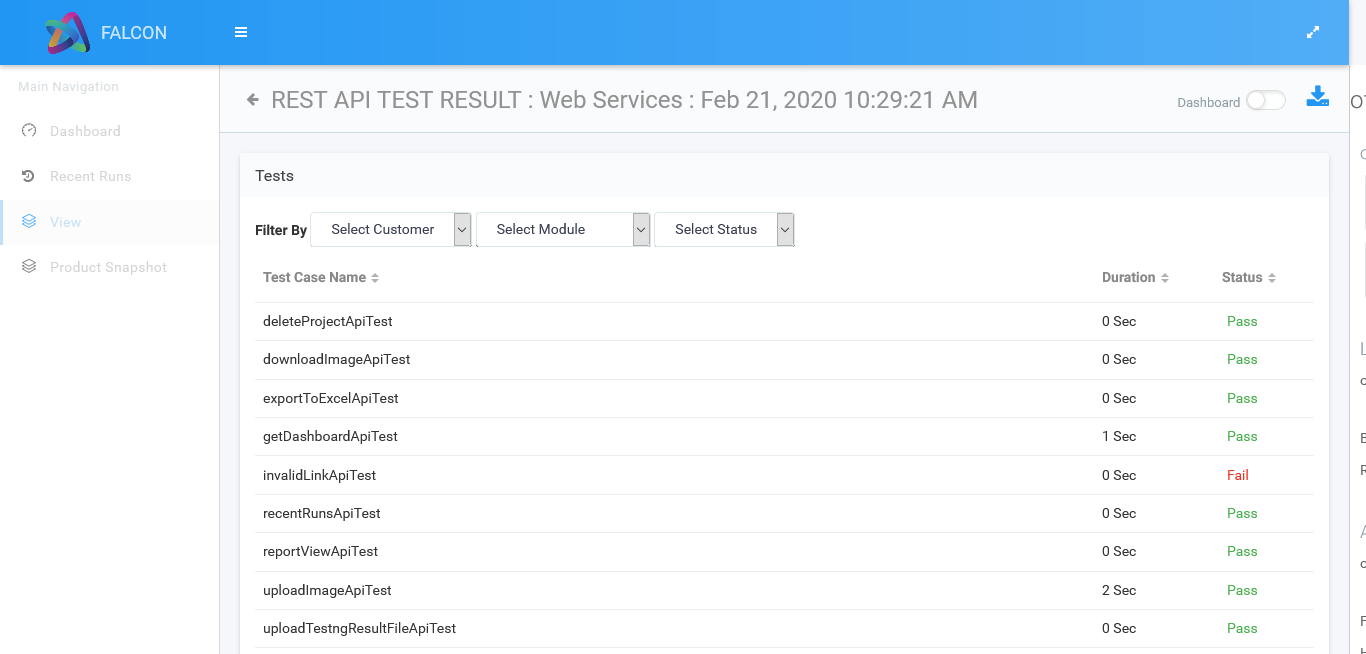 FALCON
Main Navigation
Dashboard
Recent Runs
View
Product Snapshot
REST API TEST RESULT : Web Services : Feb 21, 2020 10:29:21 AM
Dashboard
Tests
Filter By Select Customer Select Module Select Status
Test Case Name Duration Status
deleteProjectApiTest 0 Sec Pass
downloadImageApiTest 0 Sec Pass
exportToExcelApiTest 0 Sec Pass
getDashboardApiTest 1 Sec Pass
invalidLinkApiTest 0 Sec Fail
recentRunsApiTest 0 Sec Pass
reportViewApiTest 0 Sec Pass
uploadImageApiTest 2 Sec Pass
uploadTestngResultFileApiTest 0 Sec Pass